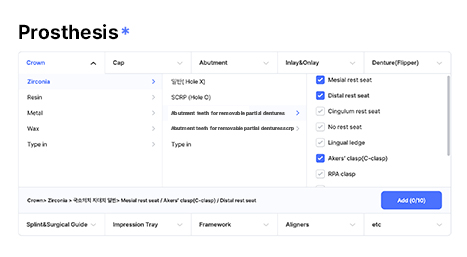 Prosthesis*
Crown Cap Abutment Inlay&Onlay Denture(Flipper)
Zirconia
Resin
Metal
Wax
Type in
일반( Hole X)
SCRP (Hole O)
Abutment teeth for removable partial dentures
Abutment teeth for removable partial denturesscrp
Type in
Mesial rest seat
Distal rest seat
Cingulum rest seat
No rest seat
Lingual ledge
Akers' clasp(C-clasp)
RPA clasp
Crown> Zirconia > 국소의치 지대치 일반> Mesial rest seat / Akers' clasp(C-clasp) / Distal rest seat
Add (0/10)
Splint&Surgical Guide Impression Tray Framework Aligners etc